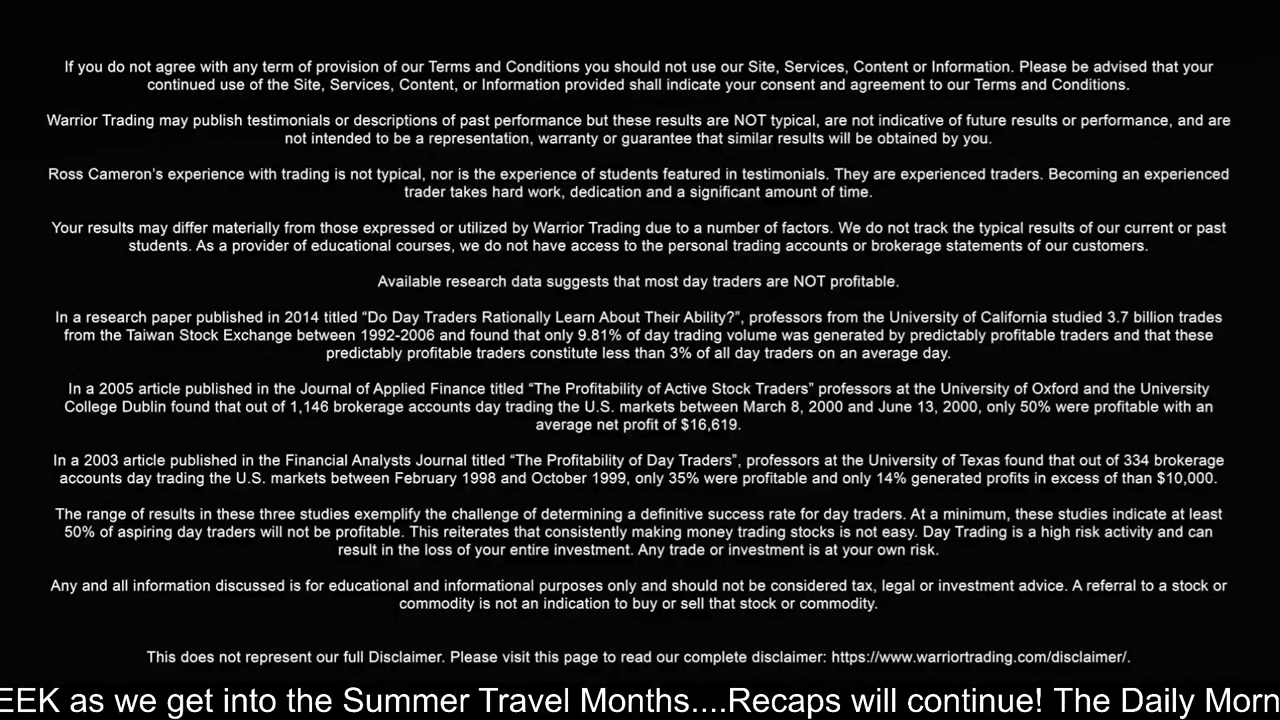 If you do not agree with any term of provision of our Terms and Conditions you should not use our Site, Services, Content or Information. Please be advised that your
continued use of the Site, Services, Content, or Information provided shall indicate your consent and agreement to our Terms and Conditions.
Warrior Trading may publish testimonials or descriptions of past performance but these results are NOT typical, are not indicative of future results or performance, and are
not intended to be a representation, warranty or guarantee that similar results will be obtained by you.
Ross Cameron's experience with trading is not typical, nor is the experience of students featured in testimonials. They are experienced traders. Becoming an experienced
trader takes hard work, dedication and a significant amount of time.
Your results may differ materially from those expressed or utilized by Warrior Trading due to a number of factors. We do not track the typical results of our current or past
students. As a provider of educational courses, we do not have access to the personal trading accounts or brokerage statements of our customers.
Available research data suggests that most day traders are NOT profitable.
In a research paper published in 2014 titled “Do Day Traders Rationally Learn About Their Ability?”, professors from the University of California studied 3.7 billion trades
from the Taiwan Stock Exchange between 1992-2006 and found that only 9.81% of day trading volume was generated by predictably profitable traders and that these
predictably profitable traders constitute less than 3% of all day traders on an average day.
In a 2005 article published in the Journal of Applied Finance titled “The Profitability of Active Stock Traders” professors at the University of Oxford and the University
College Dublin found that out of 1,146 brokerage accounts day trading the U.S. markets between March 8, 2000 and June 13, 2000, only 50% were profitable with an
average net profit of $16,619.
In a 2003 article published in the Financial Analysts Journal titled “The Profitability of Day Traders”, professors at the University of Texas found that out of 334 brokerage
accounts day trading the U.S. markets between February 1998 and October 1999, only 35% were profitable and only 14% generated profits in excess of than $10,000.
The range of results in these three studies exemplify the challenge of determining a definitive success rate for day traders. At a minimum, these studies indicate at least
50% of aspiring day traders will not be profitable. This reiterates that consistently making money trading stocks is not easy. Day Trading is a high risk activity and can
result in the loss of your entire investment. Any trade or investment is at your own risk.
Any and all information discussed is for educational and informational purposes only and should not be considered tax, legal or investment advice. A referral to a stock or
commodity is not an indication to buy or sell that stock or commodity.
This does not represent our full Disclaimer. Please visit this page to read our complete disclaimer: https://www.warriortrading.com/disclaimer/.
EEK as we get into the Summer Travel Months....Recaps will continue! The Daily Morn